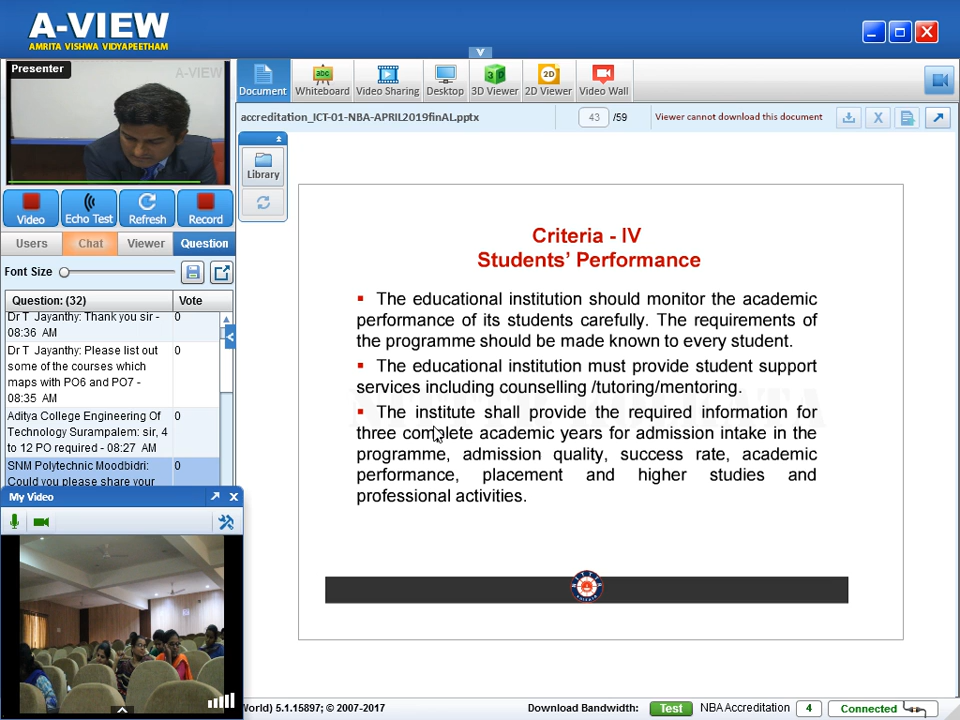 A-VIEW
AMRITA VISHWA VIDYAPEETHAM
Presenter
A-VIEW
Document
Whiteboard
Video Sharing
Desktop
3D Viewer
2D Viewer
Video Wall
accreditation_ICT-01-NBA-APRIL2019finAL.pptx
43 /59
Viewer cannot download this document
Library
Video
Echo Test
Refresh
Record
Users
Chat
Viewer
Question
Font Size
Question: (32) Vote
Dr T Jayanthy: Thank you sir - 0
08:36 AM
Dr T Jayanthy: Please list out 0
some of the courses which
maps with PO6 and PO7 -
08:35 AM
Aditya College Engineering Of 0
Technology Surampalem: sir, 4
to 12 PO required - 08:27 AM
SNM Polytechnic Moodbidri: 0
Could you please share your
My Video
Criteria - IV
Students' Performance
▪ The educational institution should monitor the academic
performance of its students carefully. The requirements of
the programme should be made known to every student.
▪ The educational institution must provide student support
services including counselling /tutoring/mentoring.
▪ The institute shall provide the required information for
three complete academic years for admission intake in the
programme, admission quality, success rate, academic
performance, placement and higher studies and
professional activities.
World) 5.1.15897; © 2007-2017
Download Bandwidth:
Test
NBA Accreditation
4
Connected